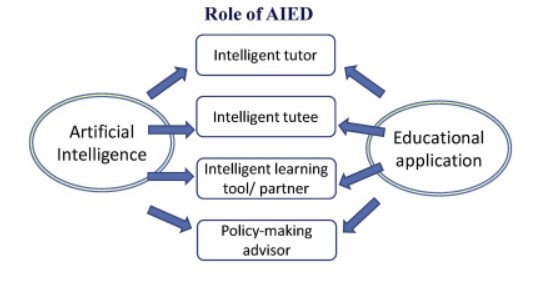 Role of AIED
Intelligent tutor
Artificial
Intelligence
Intelligent tutee
Educational
application
Intelligent learning
tool/ partner
Policy-making
advisor